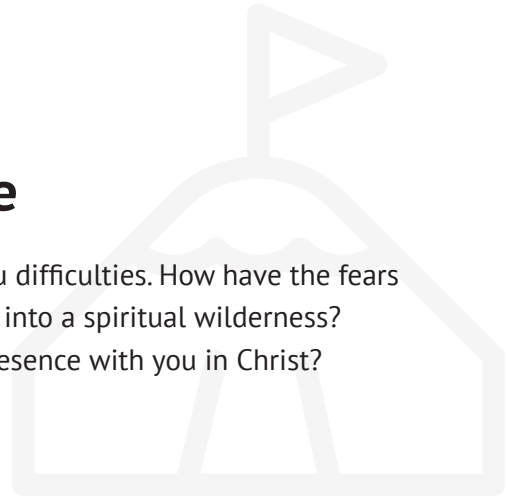 e
u difficulties. How have the fears
into a spiritual wilderness?
esence with you in Christ?